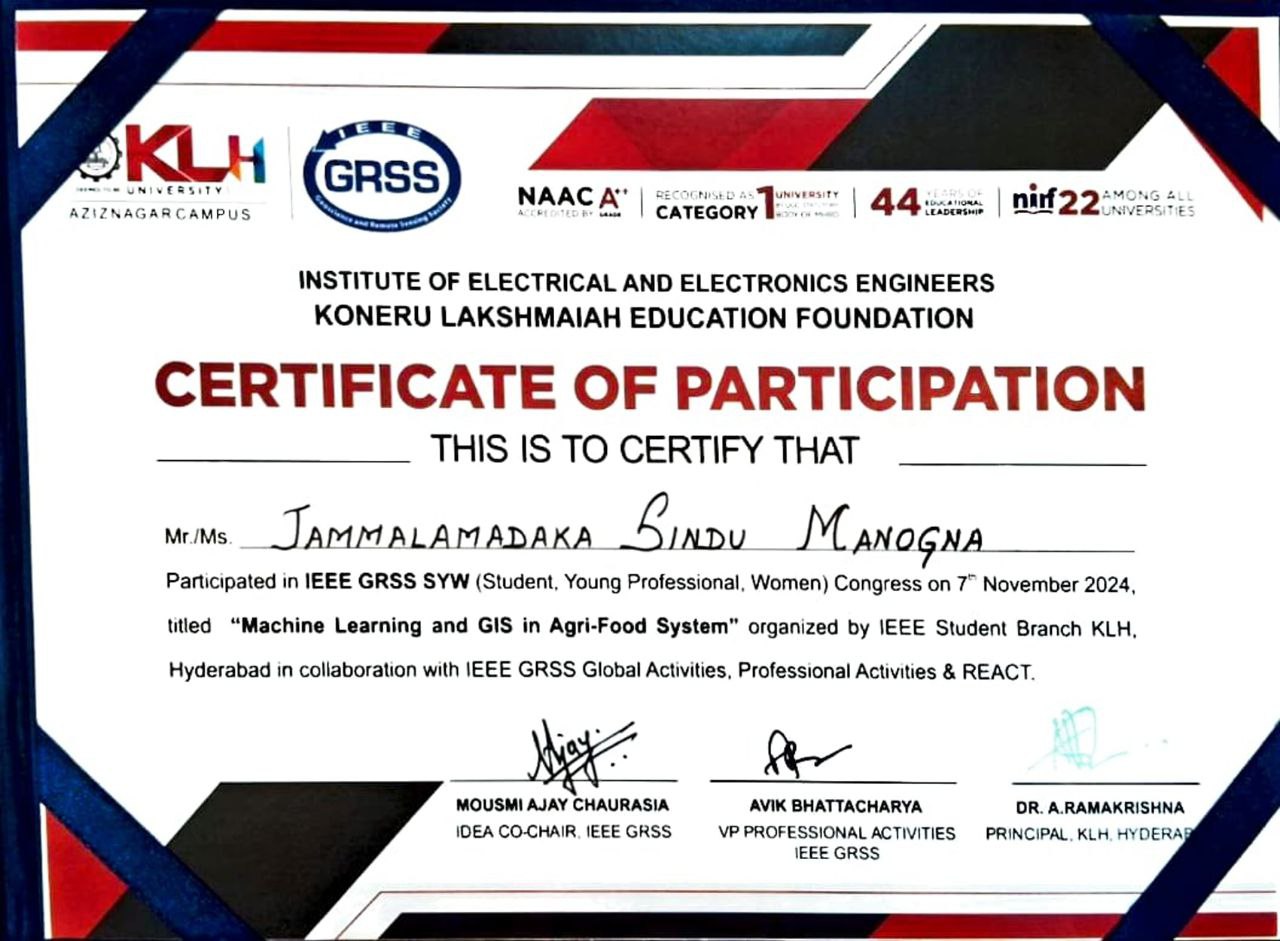 KLH
UNIVERSITY
AZIZNAGAR CAMPUS
IEEE
GRSS
Geoscience and Remote Sensing Society
NAAC A++
ACCREDITED BY GRADE
RECOGNISED AS
CATEGORY 1 UNIVERSITY
44 YEARS OF EDUCATIONAL LEADERSHIP
nirf 22 AMONG ALL UNIVERSITIES
INSTITUTE OF ELECTRICAL AND ELECTRONICS ENGINEERS
KONERU LAKSHMAIAH EDUCATION FOUNDATION
CERTIFICATE OF PARTICIPATION
THIS IS TO CERTIFY THAT
Mr./Ms. JAMMALAMADAKA SINDU MANOGNA
Participated in IEEE GRSS SYW (Student, Young Professional, Women) Congress on 7th November 2024,
titled "Machine Learning and GIS in Agri-Food System" organized by IEEE Student Branch KLH,
Hyderabad in collaboration with IEEE GRSS Global Activities, Professional Activities & REACT.
Ajay
MOUSMI AJAY CHAURASIA
IDEA CO-CHAIR, IEEE GRSS
AVIK BHATTACHARYA
VP PROFESSIONAL ACTIVITIES
IEEE GRSS
DR. A.RAMAKRISHNA
PRINCIPAL, KLH, HYDERAB